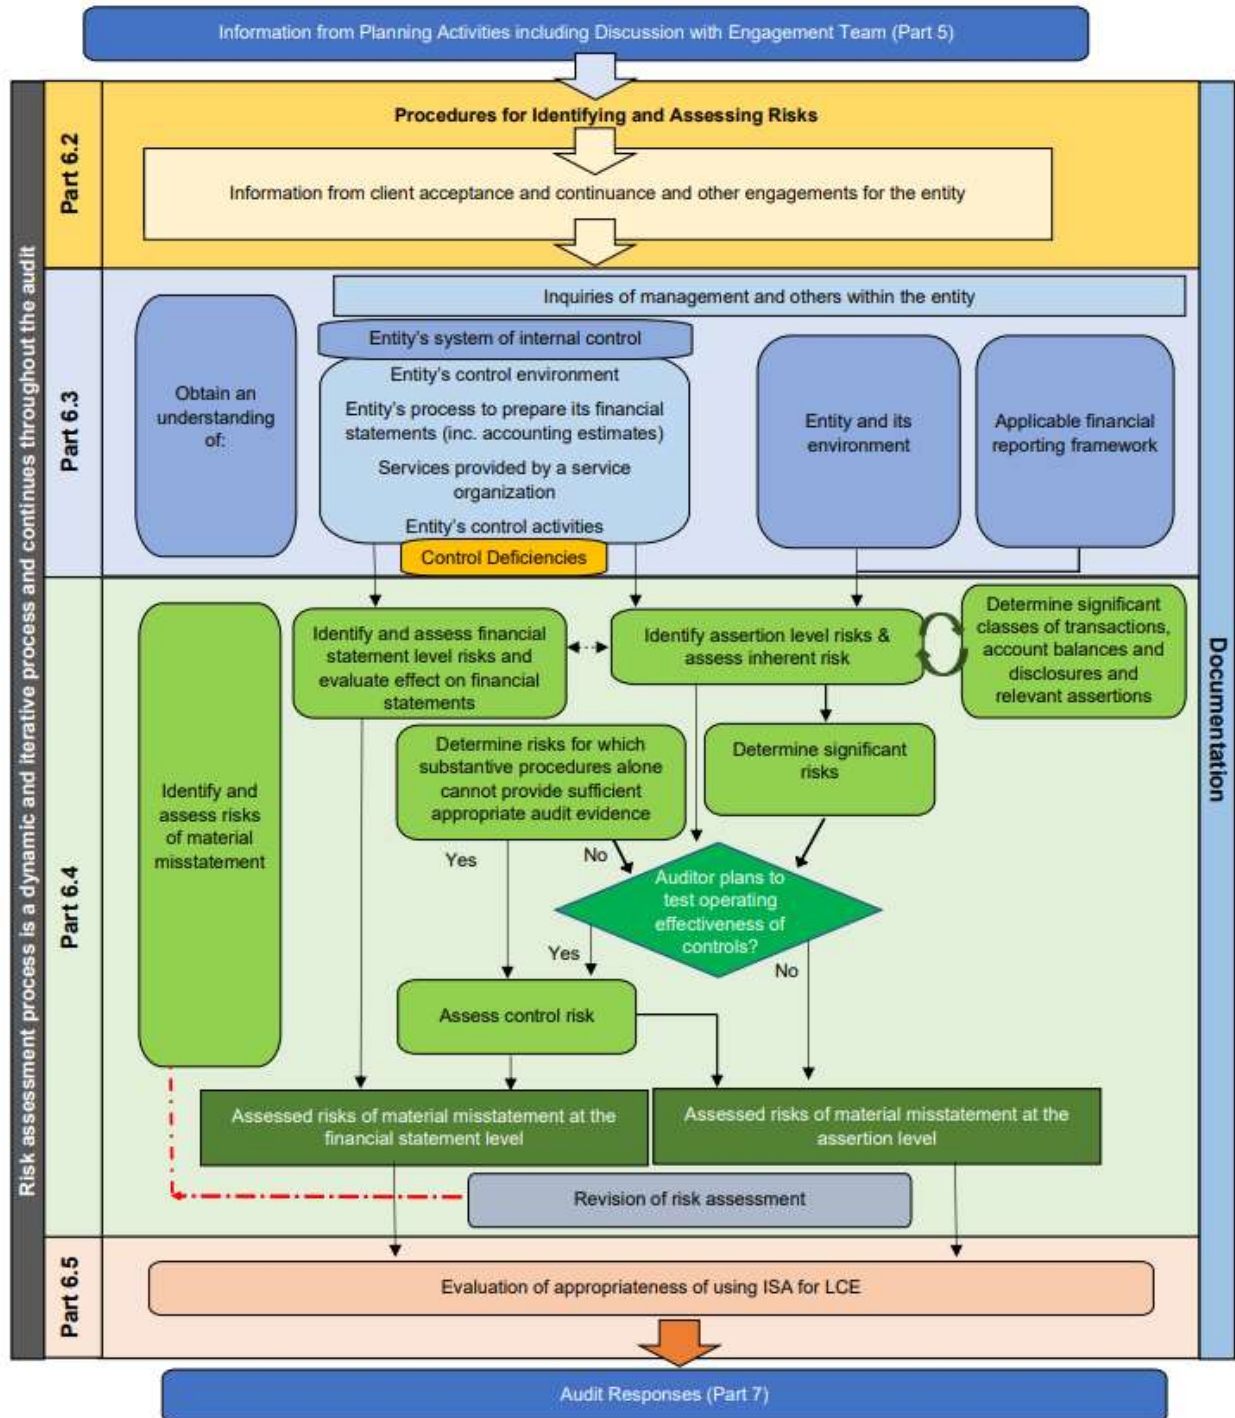 Information from Planning Activities including Discussion with Engagement Team (Part 5)
Risk assessment process is a dynamic and iterative process and continues throughout the audit
Documentation
Part 6.2
Procedures for Identifying and Assessing Risks
Information from client acceptance and continuance and other engagements for the entity
Part 6.3
Inquiries of management and others within the entity
Obtain an
understanding
of:
Entity's system of internal control
Entity's control environment
Entity's process to prepare its financial
statements (inc. accounting estimates)
Services provided by a service
organization
Entity's control activities
Control Deficiencies
Entity and its
environment
Applicable financial
reporting framework
Part 6.4
Identify and
assess risks
of material
misstatement
Identify and assess financial
statement level risks and
evaluate effect on financial
statements
Identify assertion level risks &
assess inherent risk
Determine significant
classes of transactions,
account balances and
disclosures and
relevant assertions
Determine risks for which
substantive procedures alone
cannot provide sufficient
appropriate audit evidence
Determine significant
risks
Yes
No
Auditor plans to
test operating
effectiveness of
controls?
Yes
No
Assess control risk
Assessed risks of material misstatement at the
financial statement level
Assessed risks of material misstatement at the
assertion level
Revision of risk assessment
Part 6.5
Evaluation of appropriateness of using ISA for LCE
Audit Responses (Part 7)